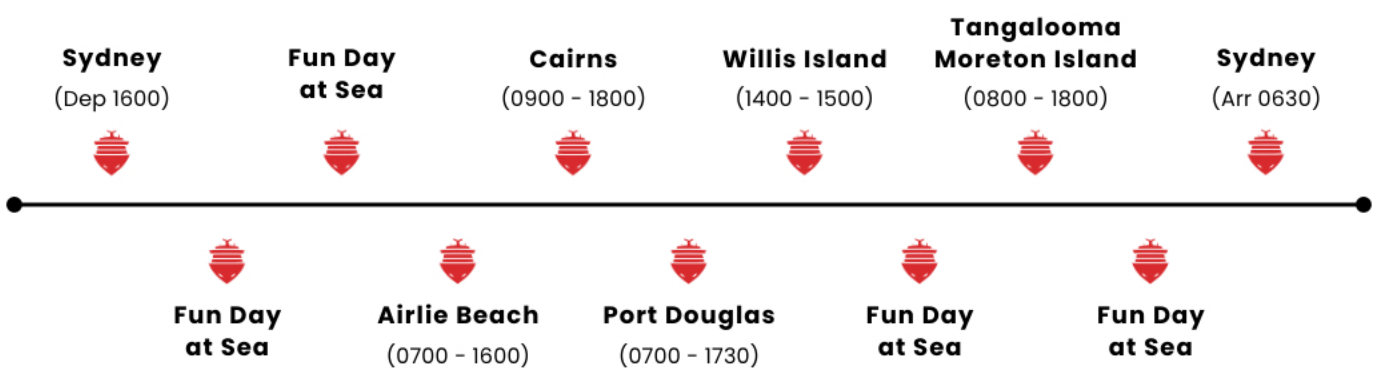 Sydney
(Dep 1600)
Fun Day
at Sea
Cairns
(0900 - 1800)
Willis Island
(1400 - 1500)
Tangalooma
Moreton Island
(0800 - 1800)
Sydney
(Arr 0630)
Fun Day
at Sea
Airlie Beach
(0700 - 1600)
Port Douglas
(0700 - 1730)
Fun Day
at Sea
Fun Day
at Sea